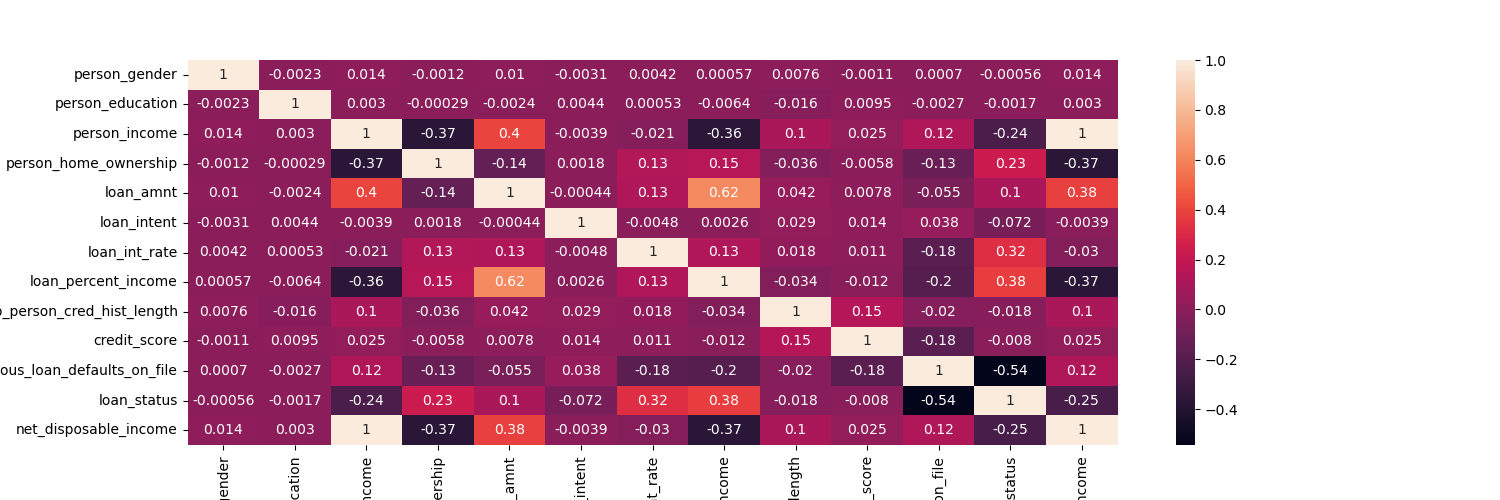 person_gender 1 -0.0023 0.014 -0.0012 0.01 -0.0031 0.0042 0.00057 0.0076 -0.0011 0.0007 -0.00056 0.014
person_education -0.0023 1 0.003 -0.00029 -0.0024 0.0044 0.00053 -0.0064 -0.016 0.0095 -0.0027 -0.0017 0.003
person_income 0.014 0.003 1 -0.37 0.4 -0.0039 -0.021 -0.36 0.1 0.025 0.12 -0.24 1
person_home_ownership -0.0012 -0.00029 -0.37 1 -0.14 0.0018 0.13 0.15 -0.036 -0.0058 -0.13 0.23 -0.37
loan_amnt 0.01 -0.0024 0.4 -0.14 1 -0.00044 0.13 0.62 0.042 0.0078 -0.055 0.1 0.38
loan_intent -0.0031 0.0044 -0.0039 0.0018 -0.00044 1 -0.0048 0.0026 0.029 0.014 0.038 -0.072 -0.0039
loan_int_rate 0.0042 0.00053 -0.021 0.13 0.13 -0.0048 1 0.13 0.018 0.011 -0.18 0.32 -0.03
loan_percent_income 0.00057 -0.0064 -0.36 0.15 0.62 0.0026 0.13 1 -0.034 -0.012 -0.2 0.38 -0.37
_person_cred_hist_length 0.0076 -0.016 0.1 -0.036 0.042 0.029 0.018 -0.034 1 0.15 -0.02 -0.018 0.1
credit_score -0.0011 0.0095 0.025 -0.0058 0.0078 0.014 0.011 -0.012 0.15 1 -0.18 -0.008 0.025
ous_loan_defaults_on_file 0.0007 -0.0027 0.12 -0.13 -0.055 0.038 -0.18 -0.2 -0.02 -0.18 1 -0.54 0.12
loan_status -0.00056 -0.0017 -0.24 0.23 0.1 -0.072 0.32 0.38 -0.018 -0.008 -0.54 1 -0.25
net_disposable_income 0.014 0.003 1 -0.37 0.38 -0.0039 -0.03 -0.37 0.1 0.025 0.12 -0.25 1
gender
cation
ncome
ership
_amnt
_intent
t_rate
ncome
length
_score
on_file
status
ncome
1.0
0.8
0.6
0.4
0.2
0.0
−0.2
−0.4